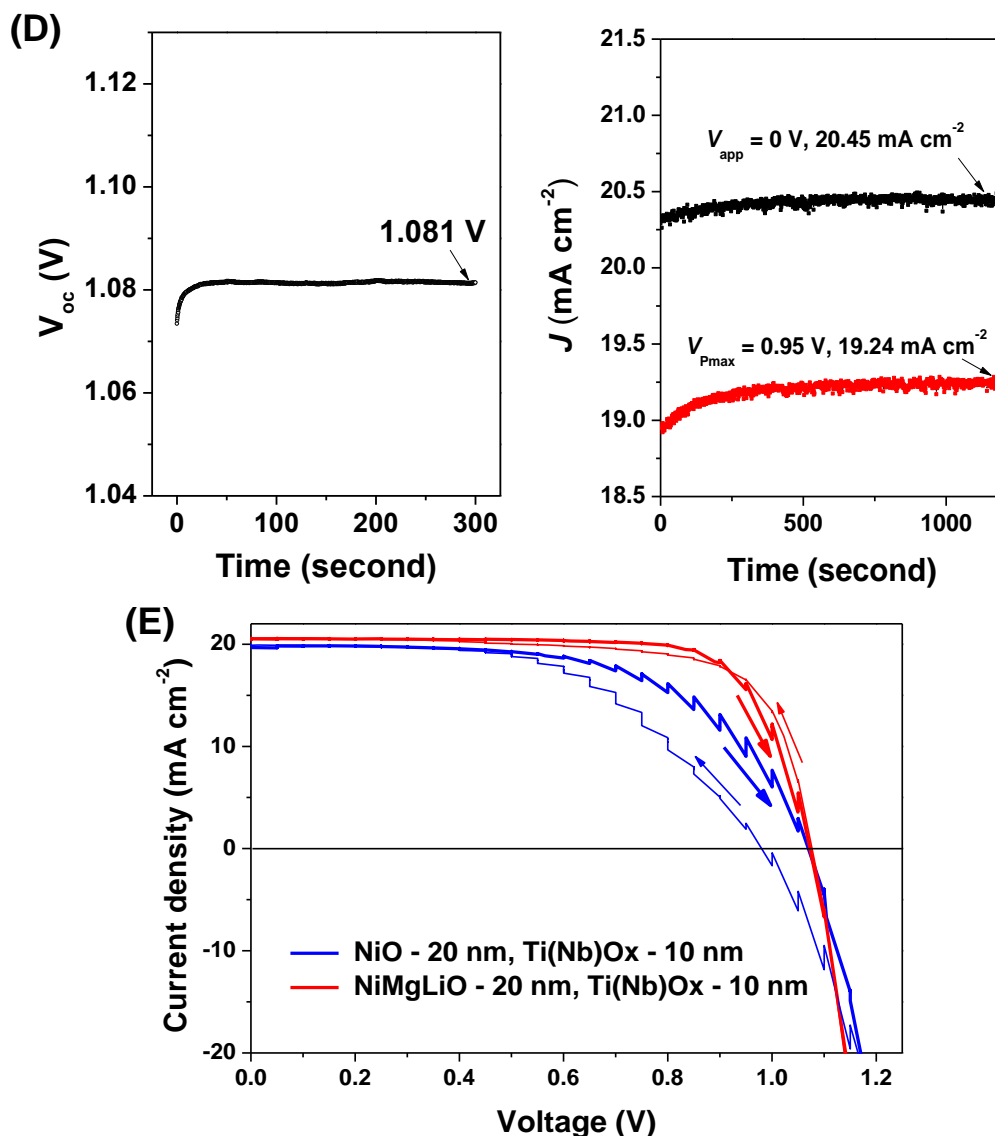 (D)
1.12
1.10
1.08
1.06
1.04
V_oc (V)
1.081 V
0 100 200 300
Time (second)
21.5
21.0
20.5
20.0
19.5
19.0
18.5
J (mA cm^-2)
V_app = 0 V, 20.45 mA cm^-2
V_Pmax = 0.95 V, 19.24 mA cm^-2
0 500 1000
Time (second)
(E)
20
10
0
-10
-20
Current density (mA cm^-2)
NiO - 20 nm, Ti(Nb)Ox - 10 nm
NiMgLiO - 20 nm, Ti(Nb)Ox - 10 nm
0.0 0.2 0.4 0.6 0.8 1.0 1.2
Voltage (V)